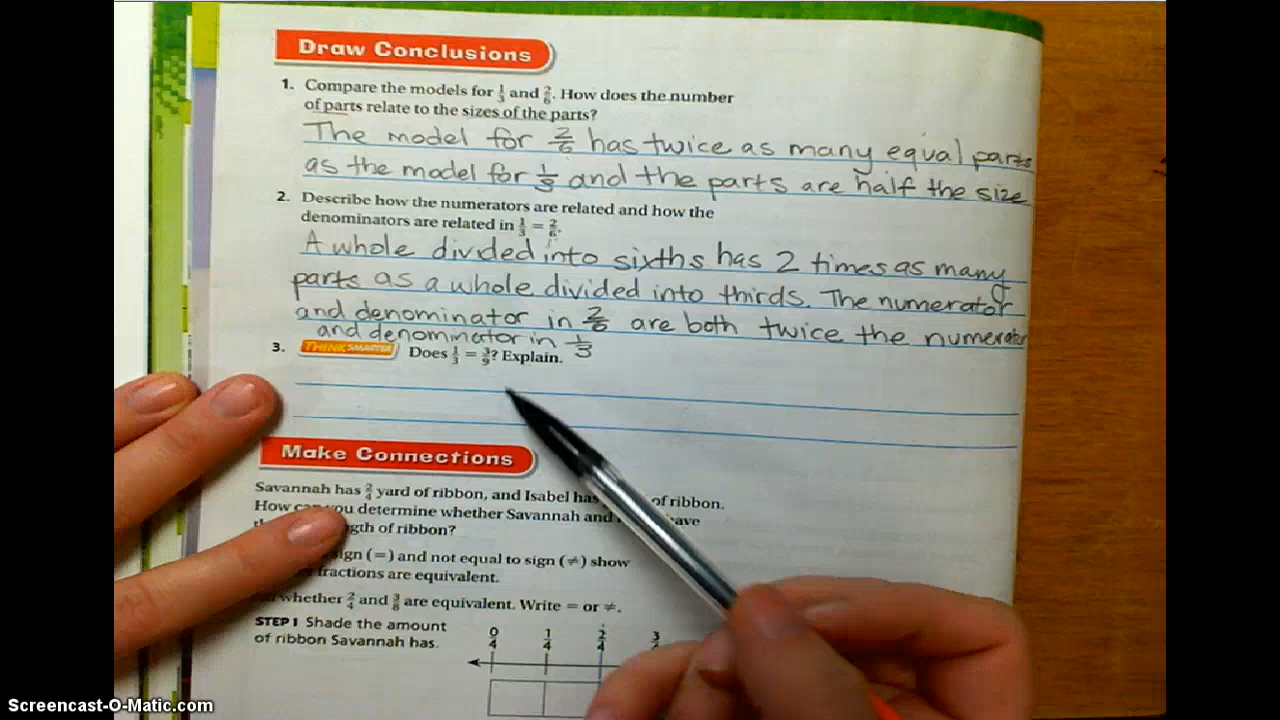 Draw Conclusions
1. Compare the models for 1/3 and 2/6. How does the number
of parts relate to the sizes of the parts?
The model for 2/6 has twice as many equal parts
as the model for 1/3 and the parts are half the size
2. Describe how the numerators are related and how the
denominators are related in 1/3 = 2/6.
A whole divided into sixths has 2 times as many
parts as a whole divided into thirds. The numerator
and denominator in 2/6 are both twice the numerator
and denominator in 1/3
3. THINK SMARTER Does 1/3 = 3/9? Explain.
Make Connections
Savannah has 2/4 yard of ribbon, and Isabel has of ribbon.
How can you determine whether Savannah and have
length of ribbon?
sign (=) and not equal to sign (≠) show
fractions are equivalent.
whether 2/4 and 3/8 are equivalent. Write = or ≠.
STEP 1 Shade the amount
of ribbon Savannah has.
0/4 1/4 2/4 3/4
Screencast-O-Matic.com